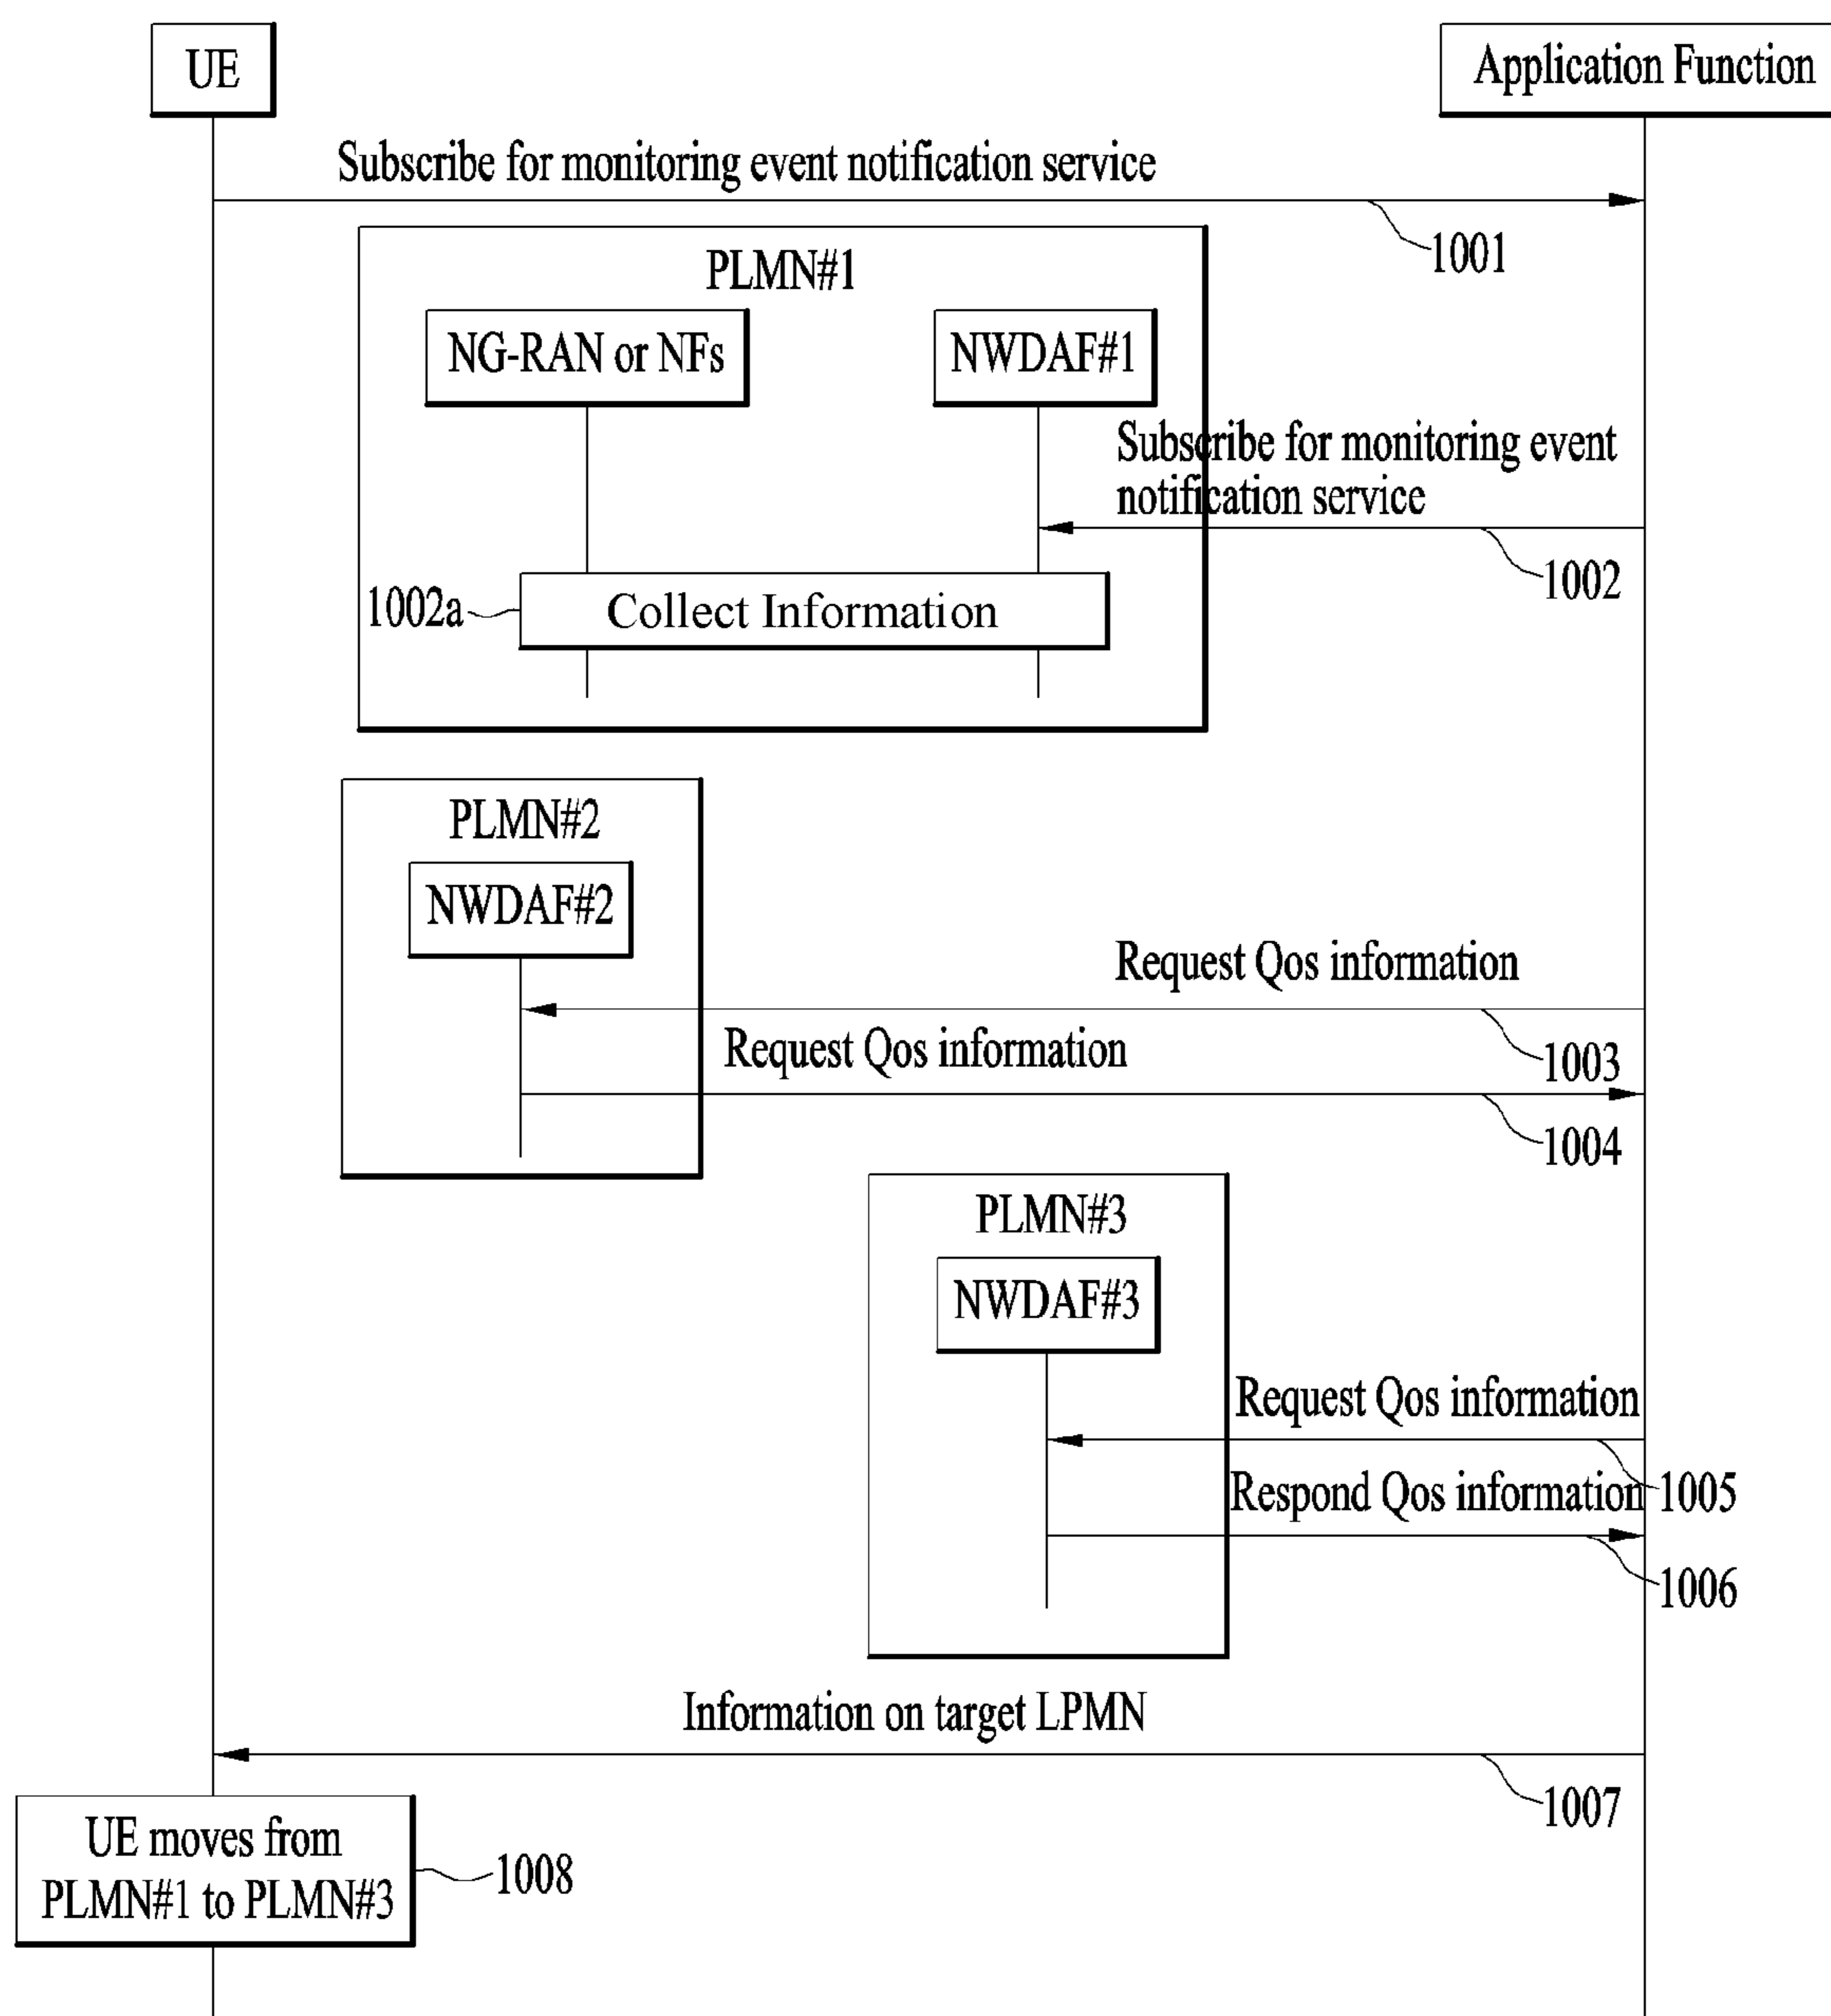 UE
Application Function
Subscribe for monitoring event notification service
1001
PLMN#1
NG-RAN or NFs
NWDAF#1
Subscribe for monitoring event
notification service
1002
1002a
Collect Information
PLMN#2
NWDAF#2
Request Qos information
1003
Request Qos information
1004
PLMN#3
NWDAF#3
Request Qos information
1005
Respond Qos information
1006
Information on target LPMN
1007
UE moves from
PLMN#1 to PLMN#3
1008